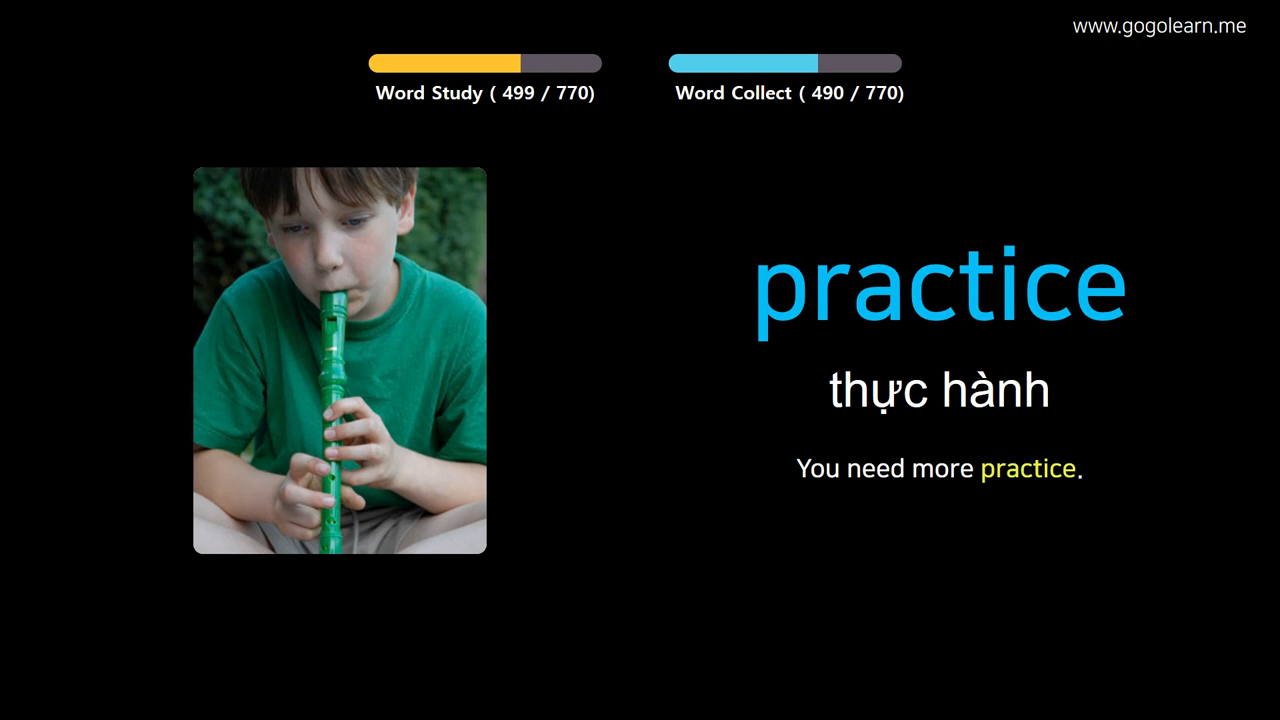 www.gogolearn.me
Word Study ( 499 / 770)
Word Collect ( 490 / 770)
practice
thực hành
You need more practice.